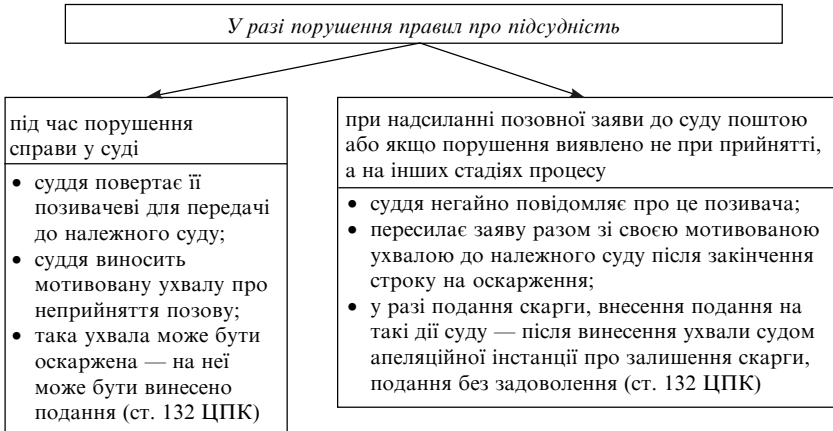 У разі порушення правил про підсудність
під час порушення
справи у суді
• суддя повертає її
позивачеві для передачі
до належного суду;
• суддя виносить
мотивовану ухвалу про
неприйняття позову;
• така ухвала може бути
оскаржена — на неї
може бути винесено
подання (ст. 132 ЦПК)
при надсиланні позовної заяви до суду поштою
або якщо порушення виявлено не при прийнятті,
а на інших стадіях процесу
• суддя негайно повідомляє про це позивача;
• пересилає заяву разом зі своєю мотивованою
ухвалою до належного суду після закінчення
строку на оскарження;
• у разі подання скарги, внесення подання на
такі дії суду — після винесення ухвали судом
апеляційної інстанції про залишення скарги,
подання без задоволення (ст. 132 ЦПК)